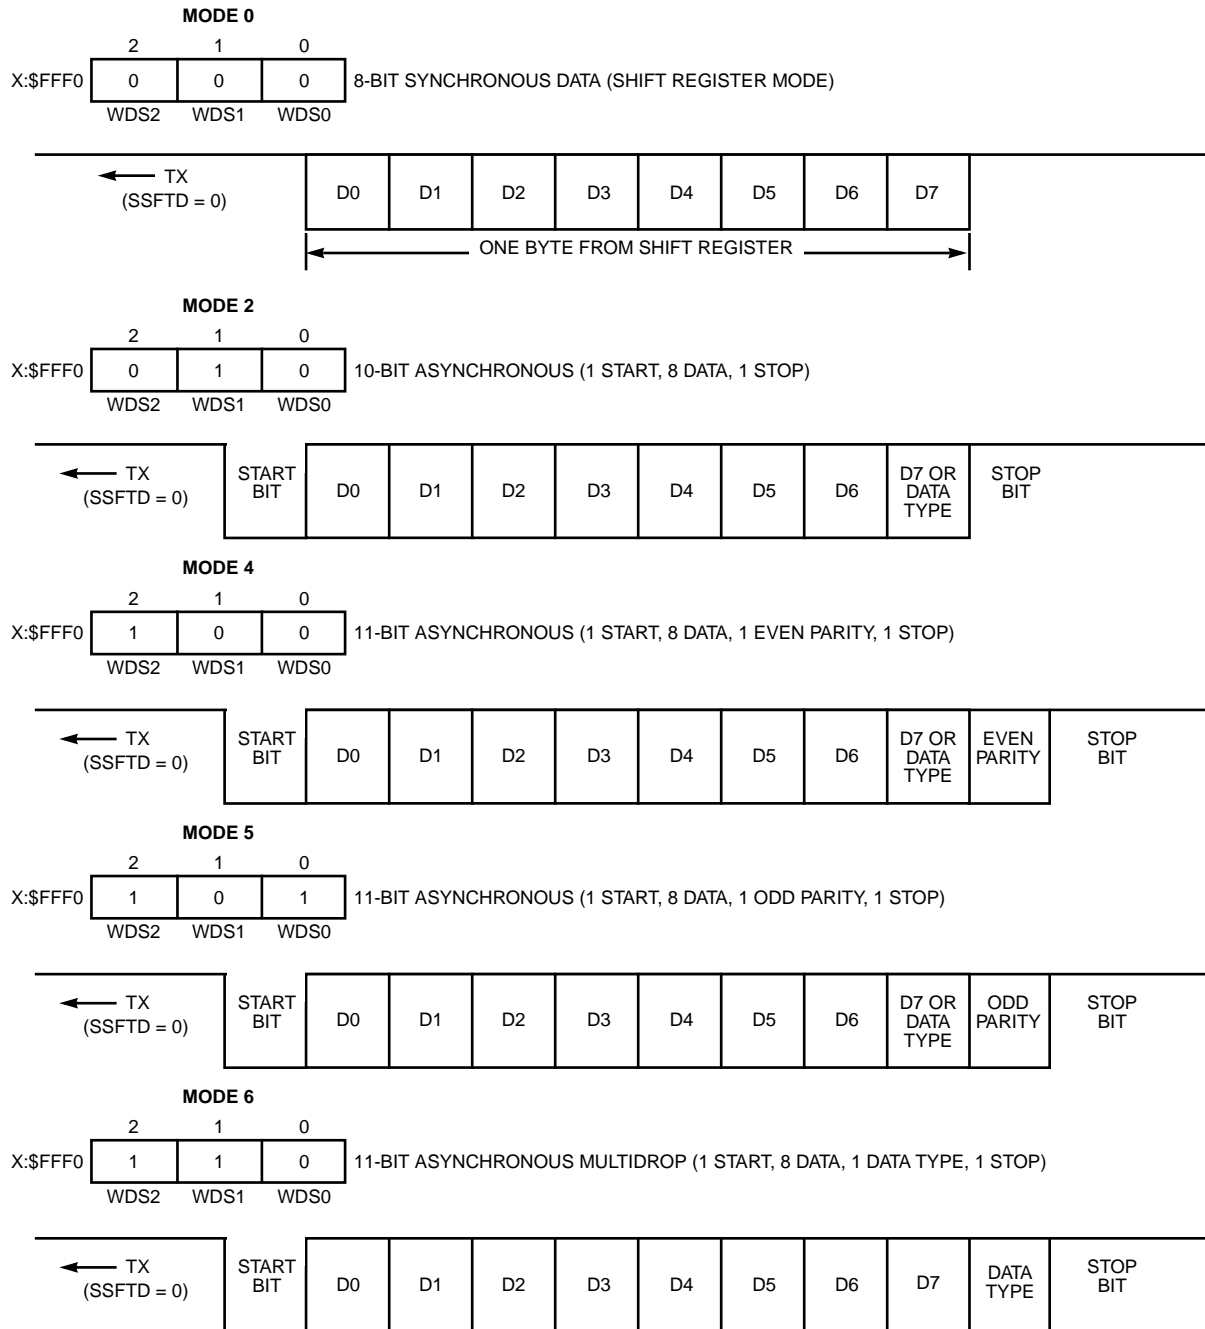 MODE 0
2 1 0
X:$FFF0 0 0 0 8-BIT SYNCHRONOUS DATA (SHIFT REGISTER MODE)
WDS2 WDS1 WDS0
TX
(SSFTD = 0)
D0 D1 D2 D3 D4 D5 D6 D7
ONE BYTE FROM SHIFT REGISTER
MODE 2
2 1 0
X:$FFF0 0 1 0 10-BIT ASYNCHRONOUS (1 START, 8 DATA, 1 STOP)
WDS2 WDS1 WDS0
TX
(SSFTD = 0)
START
BIT
D0 D1 D2 D3 D4 D5 D6
D7 OR
DATA
TYPE
STOP
BIT
MODE 4
2 1 0
X:$FFF0 1 0 0 11-BIT ASYNCHRONOUS (1 START, 8 DATA, 1 EVEN PARITY, 1 STOP)
WDS2 WDS1 WDS0
TX
(SSFTD = 0)
START
BIT
D0 D1 D2 D3 D4 D5 D6
D7 OR
DATA
TYPE
EVEN
PARITY
STOP
BIT
MODE 5
2 1 0
X:$FFF0 1 0 1 11-BIT ASYNCHRONOUS (1 START, 8 DATA, 1 ODD PARITY, 1 STOP)
WDS2 WDS1 WDS0
TX
(SSFTD = 0)
START
BIT
D0 D1 D2 D3 D4 D5 D6
D7 OR
DATA
TYPE
ODD
PARITY
STOP
BIT
MODE 6
2 1 0
X:$FFF0 1 1 0 11-BIT ASYNCHRONOUS MULTIDROP (1 START, 8 DATA, 1 DATA TYPE, 1 STOP)
WDS2 WDS1 WDS0
TX
(SSFTD = 0)
START
BIT
D0 D1 D2 D3 D4 D5 D6 D7
DATA
TYPE
STOP
BIT